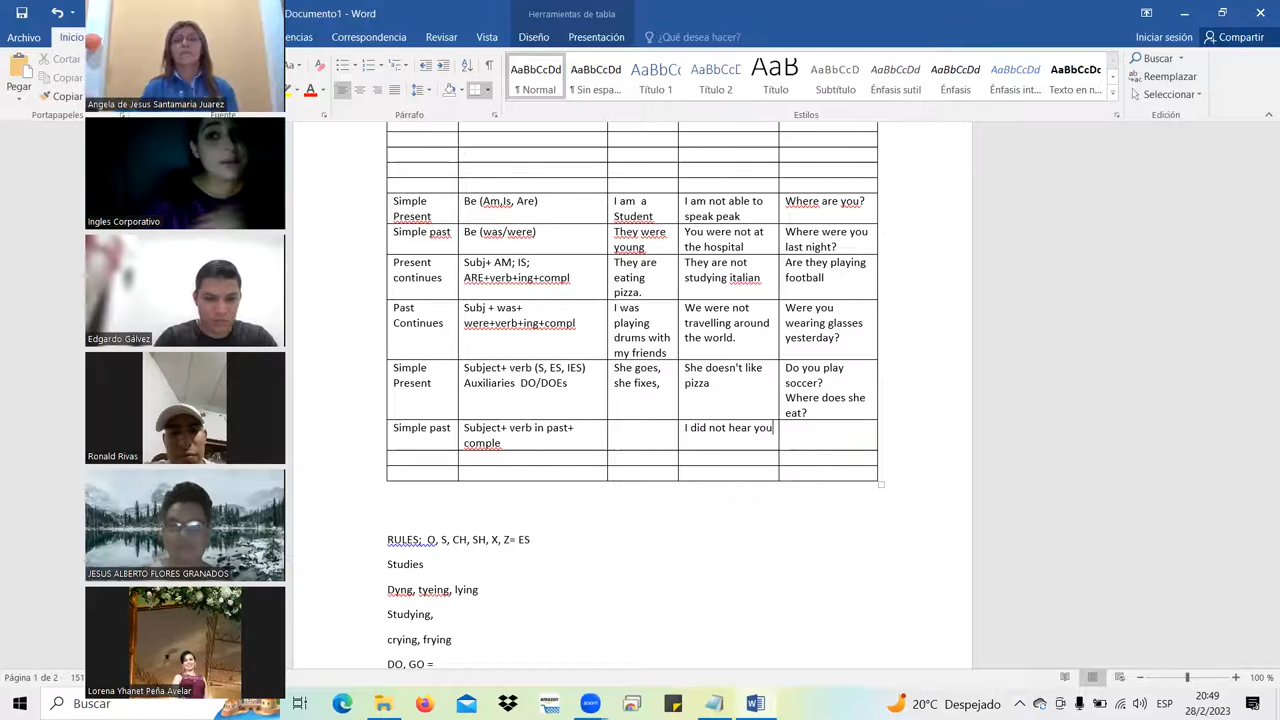 Documento1 - Word
Herramientas de tabla
Iniciar sesión
Archivo
Inicio
encias
Correspondencia
Revisar
Vista
Diseño
Presentación
¿Qué desea hacer?
Compartir
Pegar
Portapapeles
Fuente
Párrafo
AaBbCcDd
¶ Normal
AaBbCcDd
¶ Sin espa...
AaBbCc
Título 1
AaBbCcD
Título 2
AaB
Título
AaBbCcD
Subtítulo
AaBbCcDd
Énfasis sutil
AaBbCcDd
Énfasis
AaBbCcDd
Énfasis int...
AaBbCcDc
Texto en n...
Estilos
Buscar
Reemplazar
Seleccionar
Edición
Angela de Jesus Santamaria Juarez
Ingles Corporativo
Edgardo Gálvez
Ronald Rivas
JESUS ALBERTO FLORES GRANADOS
Lorena Yhanet Peña Avelar
Simple Present
Be (Am,Is, Are)
I am a Student
I am not able to speak peak
Where are you?
Simple past
Be (was/were)
They were young
You were not at the hospital
Where were you last night?
Present continues
Subj+ AM; IS; ARE+verb+ing+compl
They are eating pizza.
They are not studying italian
Are they playing football
Past Continues
Subj + was+ were+verb+ing+compl
I was playing drums with my friends
We were not travelling around the world.
Were you wearing glasses yesterday?
Simple Present
Subject+ verb (S, ES, IES)
Auxiliaries DO/DOEs
She goes, she fixes,
She doesn't like pizza
Do you play soccer?
Where does she eat?
Simple past
Subject+ verb in past+ comple
I did not hear you
RULES; O, S, CH, SH, X, Z= ES
Studies
Dyng, tyeing, lying
Studying,
crying, frying
DO, GO =
Página 1 de 2
151
100 %
Buscar
amazon
zoom
20°C Despejado
ESP
20:49
28/2/2023